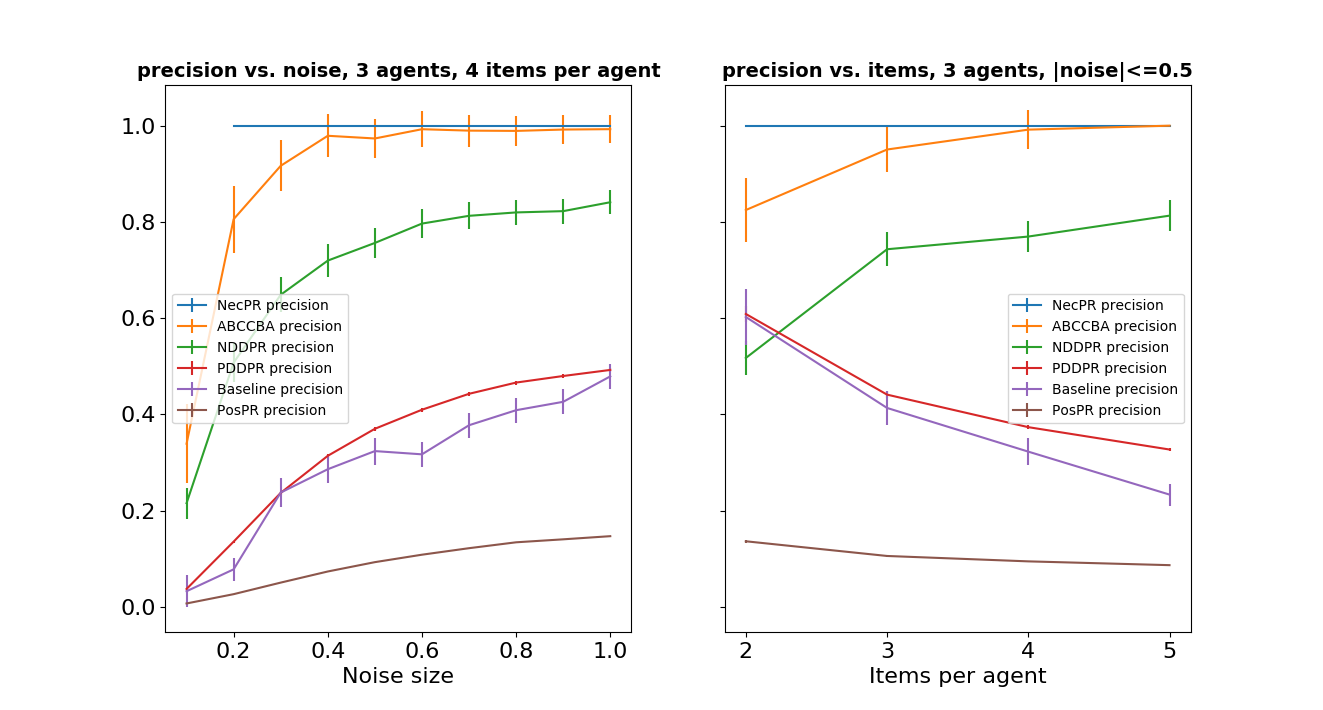 precision vs. noise, 3 agents, 4 items per agent
1.0
0.8
0.6
0.4
0.2
0.0
NecPR precision
ABCCBA precision
NDDPR precision
PDDPR precision
Baseline precision
PosPR precision
0.2 0.4 0.6 0.8 1.0
Noise size
precision vs. items, 3 agents, |noise|<=0.5
NecPR precision
ABCCBA precision
NDDPR precision
PDDPR precision
Baseline precision
PosPR precision
2 3 4 5
Items per agent